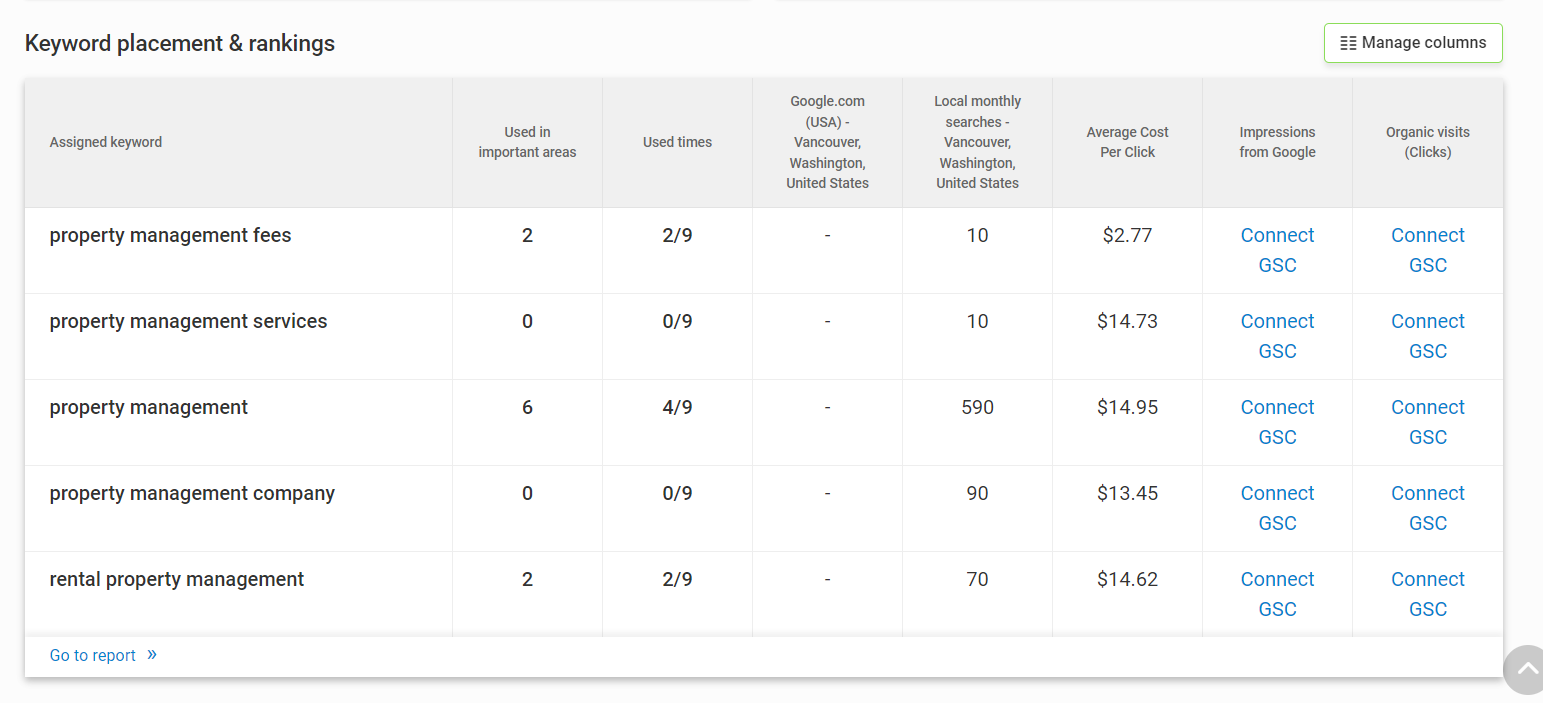 Keyword placement & rankings
Manage columns
Assigned keyword
Used in
important areas
Used times
Google.com
(USA) -
Vancouver,
Washington,
United States
Local monthly
searches -
Vancouver,
Washington,
United States
Average Cost
Per Click
Impressions
from Google
Organic visits
(Clicks)
property management fees 2 2/9 - 10 $2.77 Connect Connect
GSC GSC
property management services 0 0/9 - 10 $14.73 Connect Connect
GSC GSC
property management 6 4/9 - 590 $14.95 Connect Connect
GSC GSC
property management company 0 0/9 - 90 $13.45 Connect Connect
GSC GSC
rental property management 2 2/9 - 70 $14.62 Connect Connect
GSC GSC
Go to report »